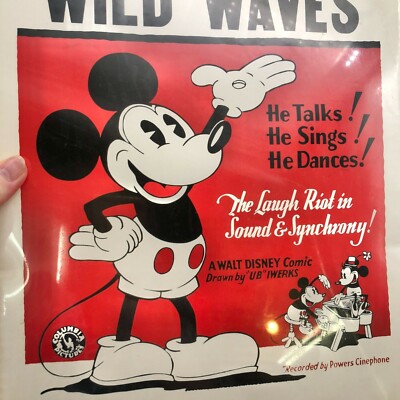 WILD WAVES
He Talks!
He Sings!
He Dances!
The Laugh Riot in
Sound & Synchrony!
A WALT DISNEY Comic
Drawn by "UB" IWERKS
COLUMBIA
PICTURES
"Recorded by Powers Cinephone